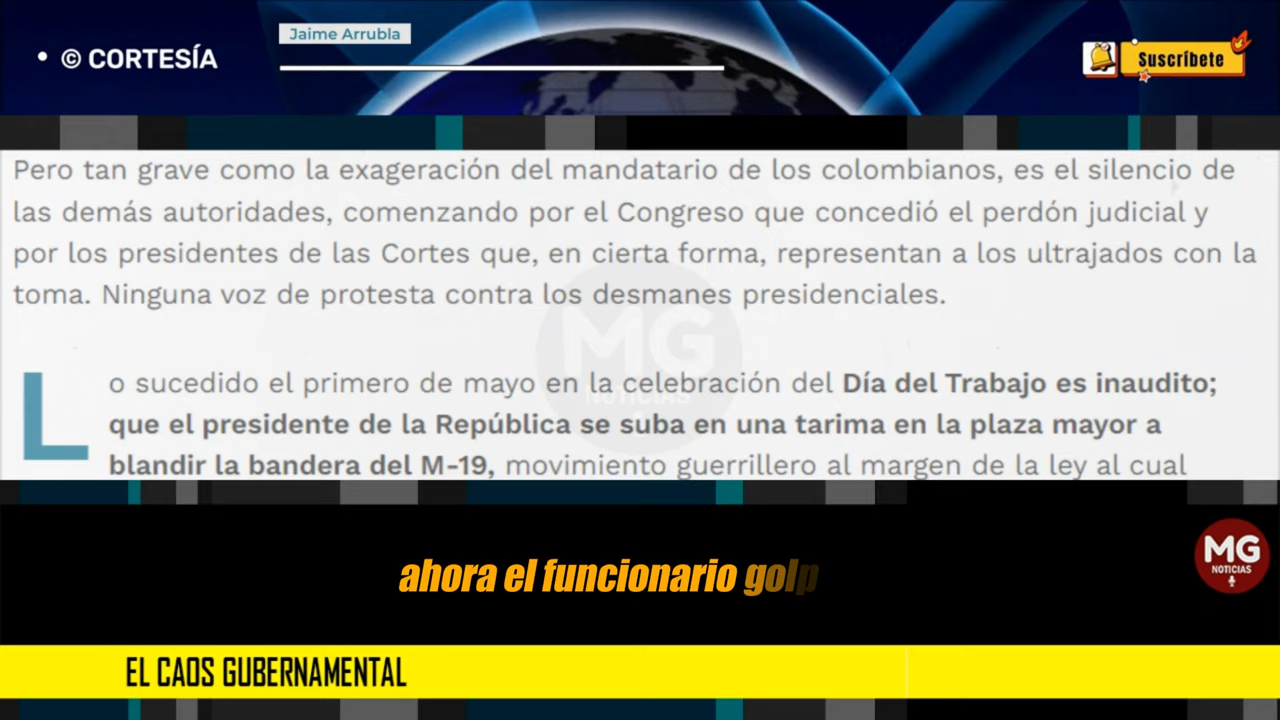 Jaime Arrubla
• © CORTESÍA
Suscríbete
Pero tan grave como la exageración del mandatario de los colombianos, es el silencio de
las demás autoridades, comenzando por el Congreso que concedió el perdón judicial y
por los presidentes de las Cortes que, en cierta forma, representan a los ultrajados con la
toma. Ninguna voz de protesta contra los desmanes presidenciales.
MG
NOTICIAS
Lo sucedido el primero de mayo en la celebración del Día del Trabajo es inaudito;
que el presidente de la República se suba en una tarima en la plaza mayor a
blandir la bandera del M-19, movimiento guerrillero al margen de la ley al cual
ahora el funcionario golp
MG
NOTICIAS
EL CAOS GUBERNAMENTAL